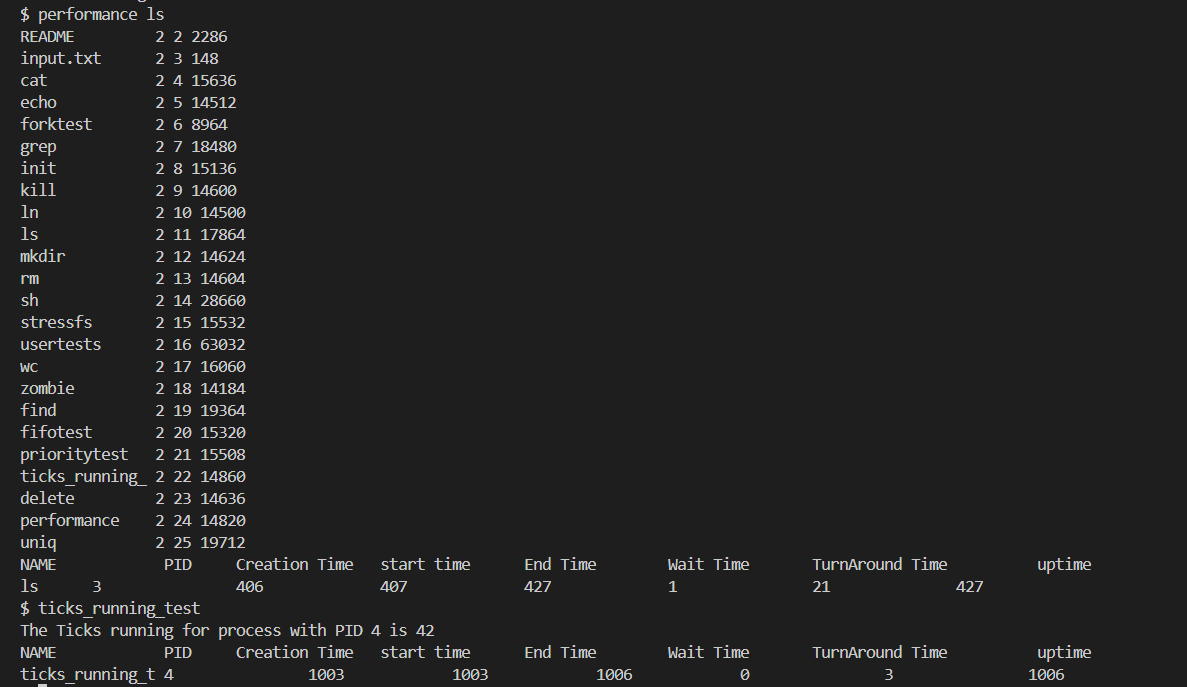 $ performance ls
README         2 2 2286
input.txt      2 3 148
cat            2 4 15636
echo           2 5 14512
forktest       2 6 8964
grep           2 7 18480
init           2 8 15136
kill           2 9 14600
ln             2 10 14500
ls             2 11 17864
mkdir          2 12 14624
rm             2 13 14604
sh             2 14 28660
stressfs       2 15 15532
usertests      2 16 63032
wc             2 17 16060
zombie         2 18 14184
find           2 19 19364
fifotest       2 20 15320
prioritytest   2 21 15508
ticks_running_ 2 22 14860
delete         2 23 14636
performance    2 24 14820
uniq           2 25 19712
NAME            PID     Creation Time   start time      End Time        Wait Time       TurnAround Time          uptime
ls      3               406             407             427             1               21              427
$ ticks_running_test
The Ticks running for process with PID 4 is 42
NAME            PID     Creation Time   start time      End Time        Wait Time       TurnAround Time          uptime
ticks_running_t 4               1003            1003            1006            0               3               1006